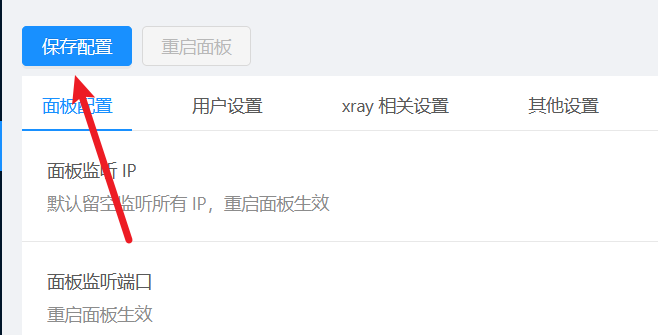 保存配置 重启面板
面板配置 用户设置 xray 相关设置 其他设置
面板监听 IP
默认留空监听所有 IP，重启面板生效
面板监听端口
重启面板生效